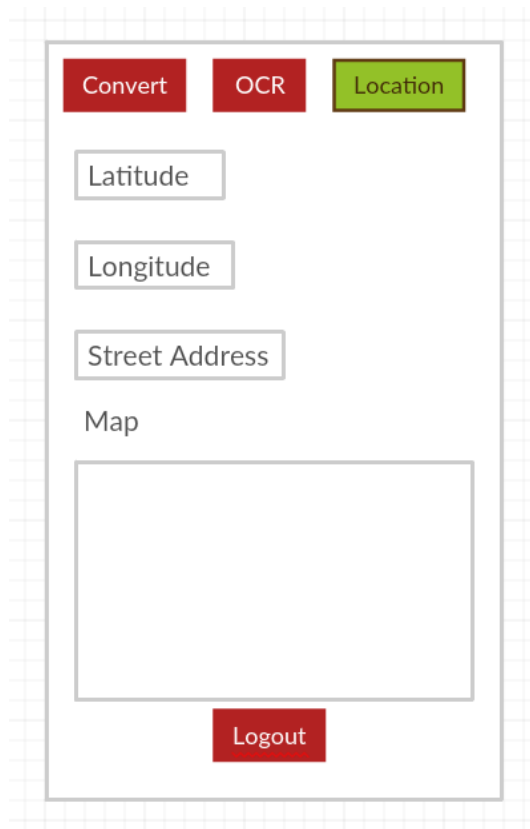 Convert OCR Location
Latitude
Longitude
Street Address
Map
Logout